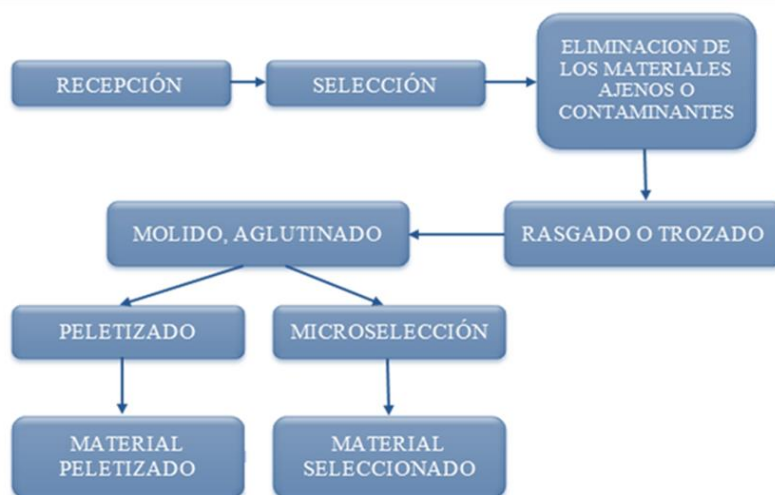 RECEPCIÓN
SELECCIÓN
ELIMINACION DE
LOS MATERIALES
AJENOS O
CONTAMINANTES
RASGADO O TROZADO
MOLIDO, AGLUTINADO
PELETIZADO
MICROSELECCIÓN
MATERIAL
PELETIZADO
MATERIAL
SELECCIONADO